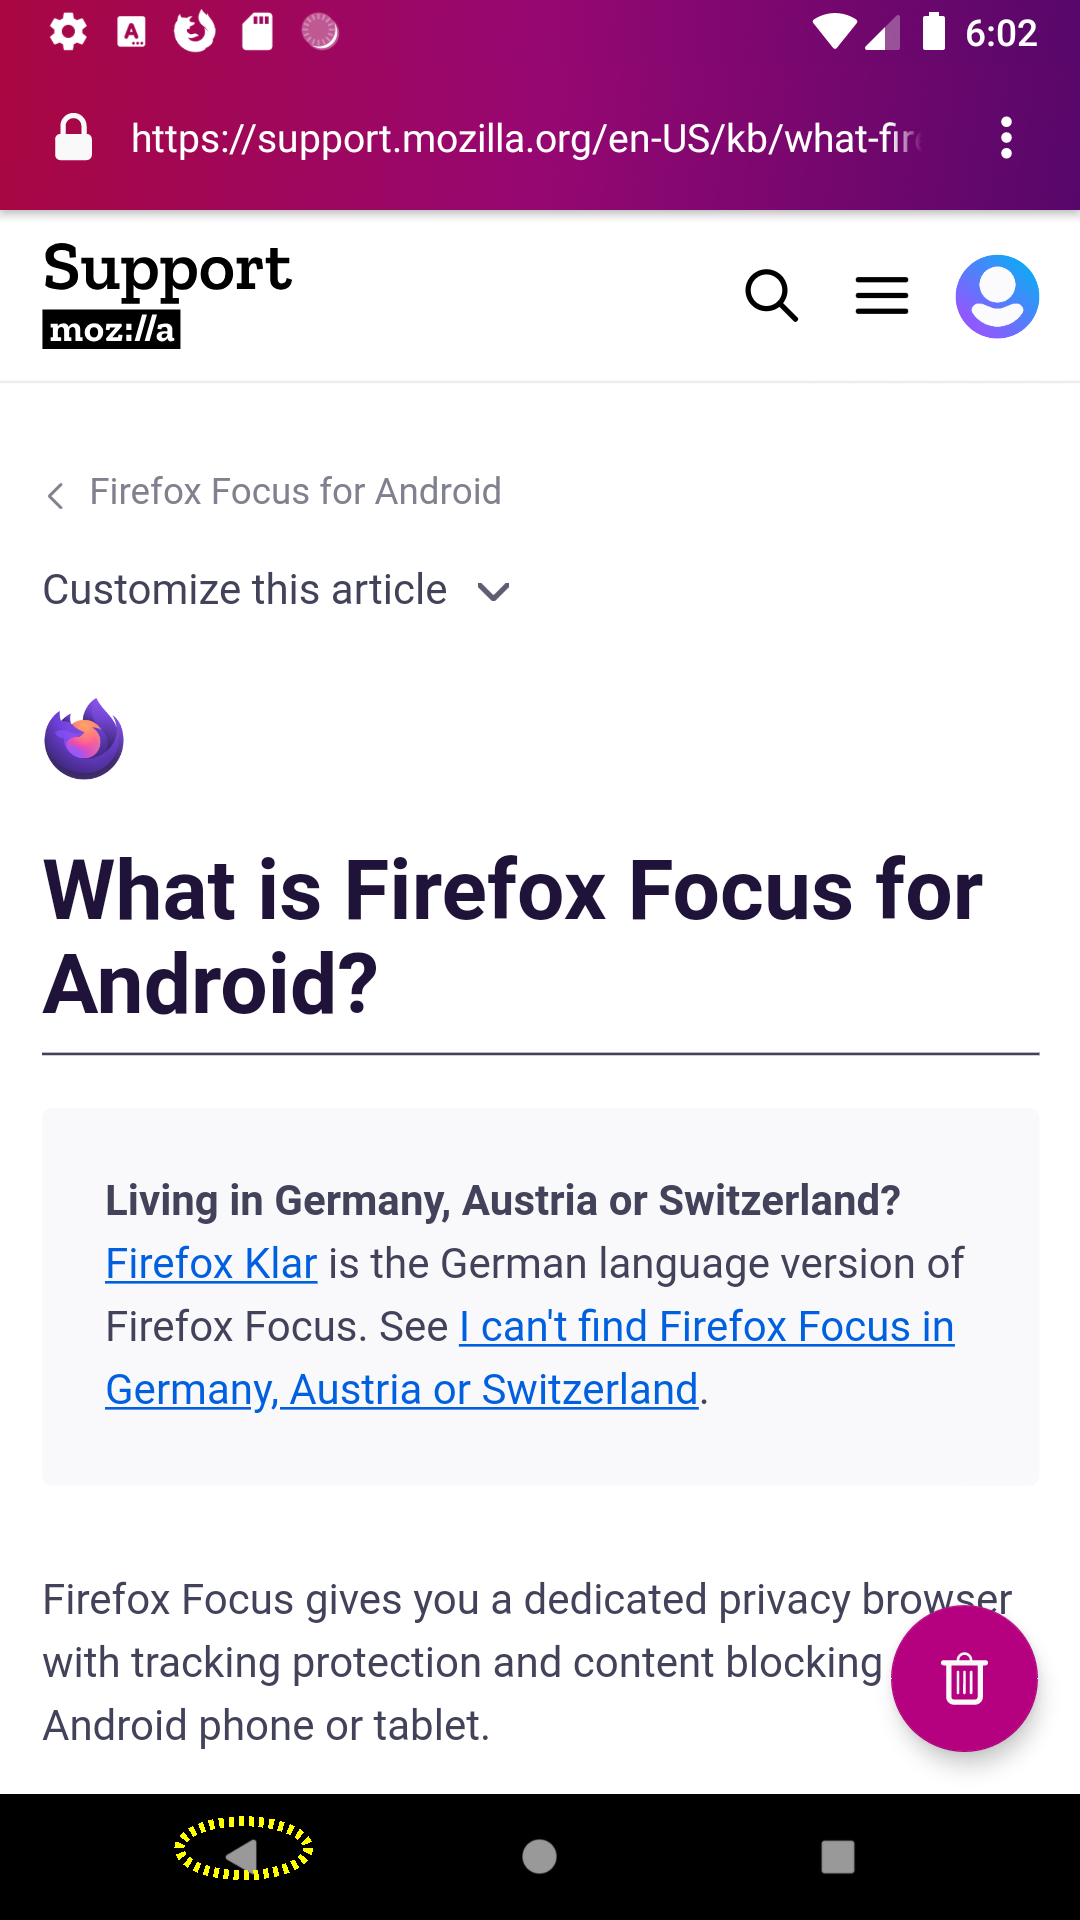 6:02
https://support.mozilla.org/en-US/kb/what-fir
Support
moz://a
Firefox Focus for Android
Customize this article
What is Firefox Focus for
Android?
Living in Germany, Austria or Switzerland?
Firefox Klar is the German language version of
Firefox Focus. See I can't find Firefox Focus in
Germany, Austria or Switzerland.
Firefox Focus gives you a dedicated privacy browser
with tracking protection and content blocking
Android phone or tablet.